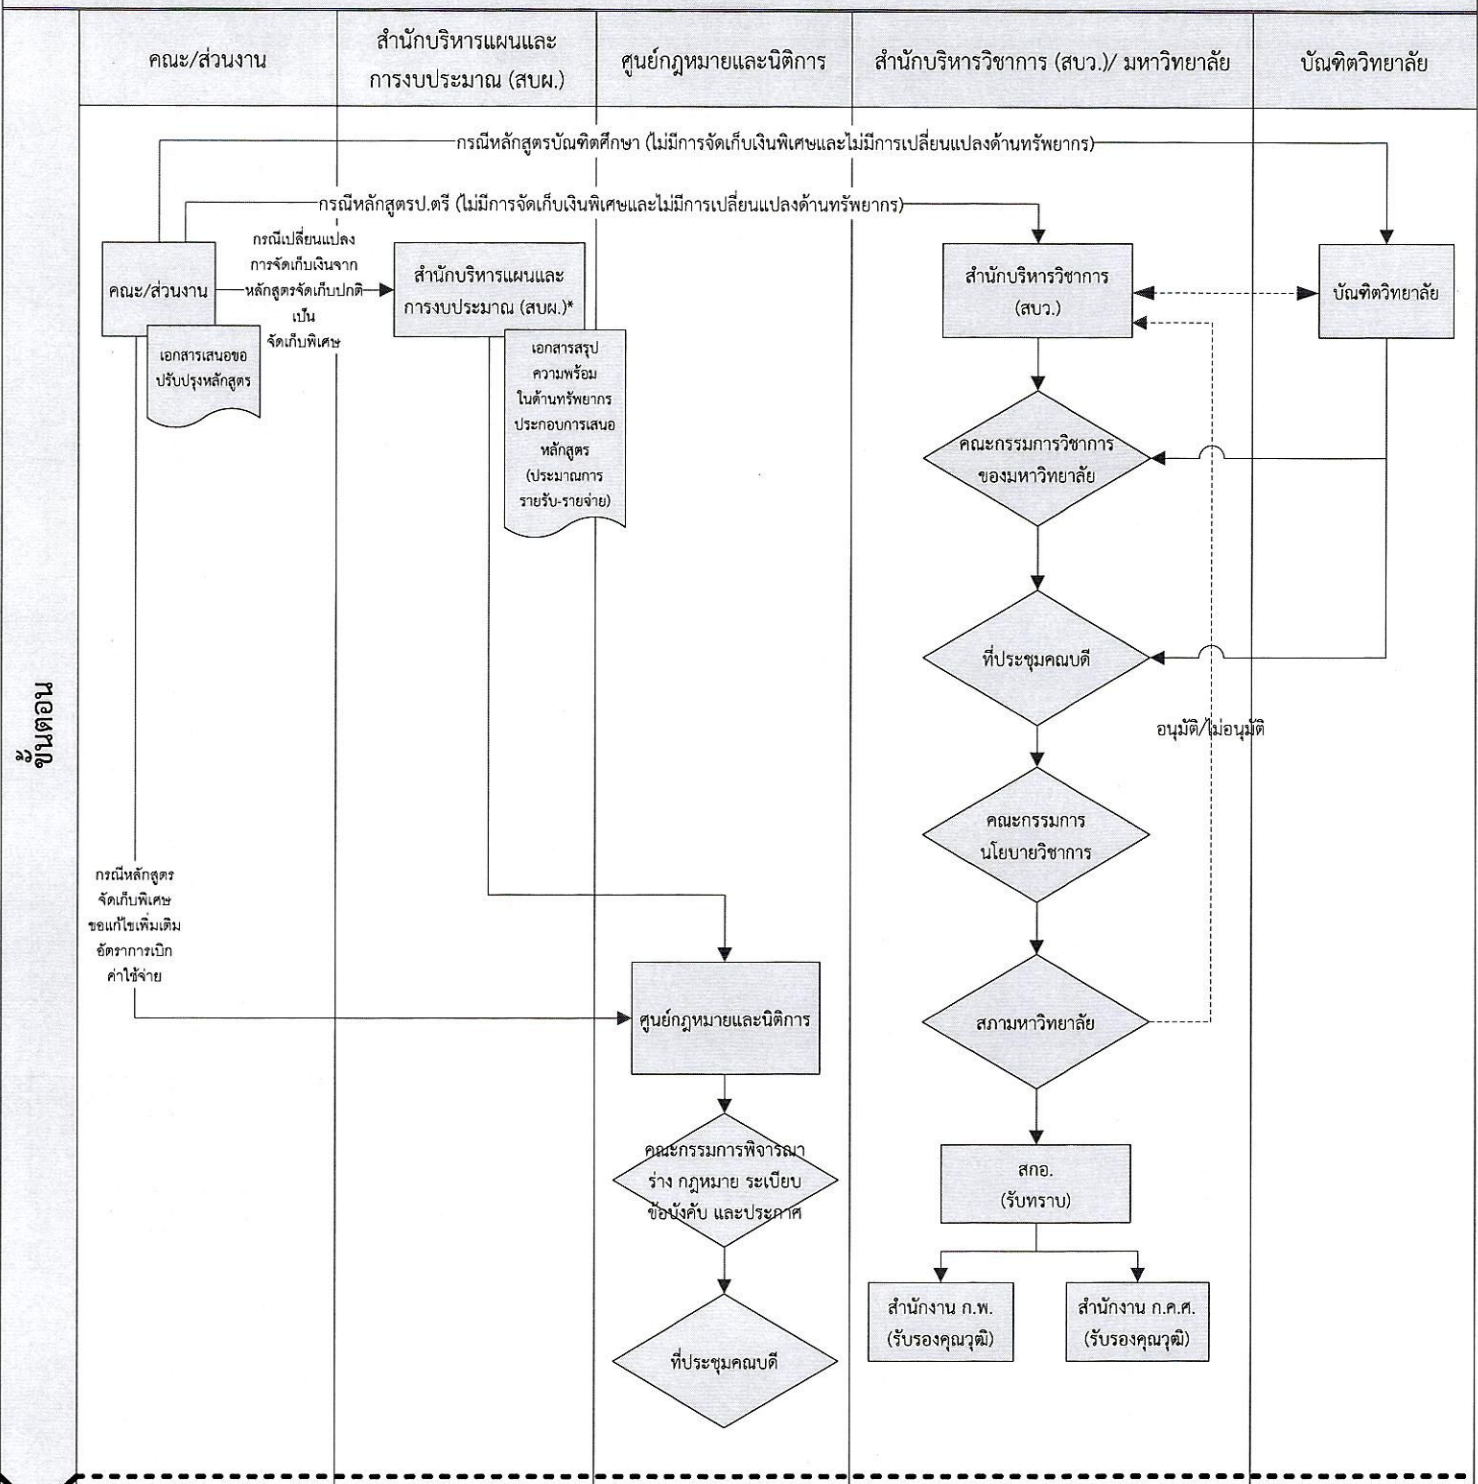 คณะ/ส่วนงาน
สำนักบริหารแผนและ
การงบประมาณ (สบผ.)
ศูนย์กฎหมายและนิติการ
สำนักบริหารวิชาการ (สบว.)/ มหาวิทยาลัย
บัณฑิตวิทยาลัย
ขั้นตอน
กรณีหลักสูตรบัณฑิตศึกษา (ไม่มีการจัดเก็บเงินพิเศษและไม่มีการเปลี่ยนแปลงด้านทรัพยากร)
กรณีหลักสูตรป.ตรี (ไม่มีการจัดเก็บเงินพิเศษและไม่มีการเปลี่ยนแปลงด้านทรัพยากร)
คณะ/ส่วนงาน
กรณีเปลี่ยนแปลง
การจัดเก็บเงินจาก
หลักสูตรจัดเก็บปกติ
เป็น
จัดเก็บพิเศษ
สำนักบริหารแผนและ
การงบประมาณ (สบผ.)*
สำนักบริหารวิชาการ
(สบว.)
บัณฑิตวิทยาลัย
เอกสารเสนอขอ
ปรับปรุงหลักสูตร
เอกสารสรุป
ความพร้อม
ในด้านทรัพยากร
ประกอบการเสนอ
หลักสูตร
(ประมาณการ
รายรับ-รายจ่าย)
คณะกรรมการวิชาการ
ของมหาวิทยาลัย
ที่ประชุมคณบดี
อนุมัติ/ไม่อนุมัติ
คณะกรรมการ
นโยบายวิชาการ
กรณีหลักสูตร
จัดเก็บพิเศษ
ขอแก้ไขเพิ่มเติม
อัตราการเบิก
ค่าใช้จ่าย
ศูนย์กฎหมายและนิติการ
สภามหาวิทยาลัย
คณะกรรมการพิจารณา
ร่าง กฎหมาย ระเบียบ
ข้อบังคับ และประกาศ
สกอ.
(รับทราบ)
สำนักงาน ก.พ.
(รับรองคุณวุฒิ)
สำนักงาน ก.ค.ศ.
(รับรองคุณวุฒิ)
ที่ประชุมคณบดี